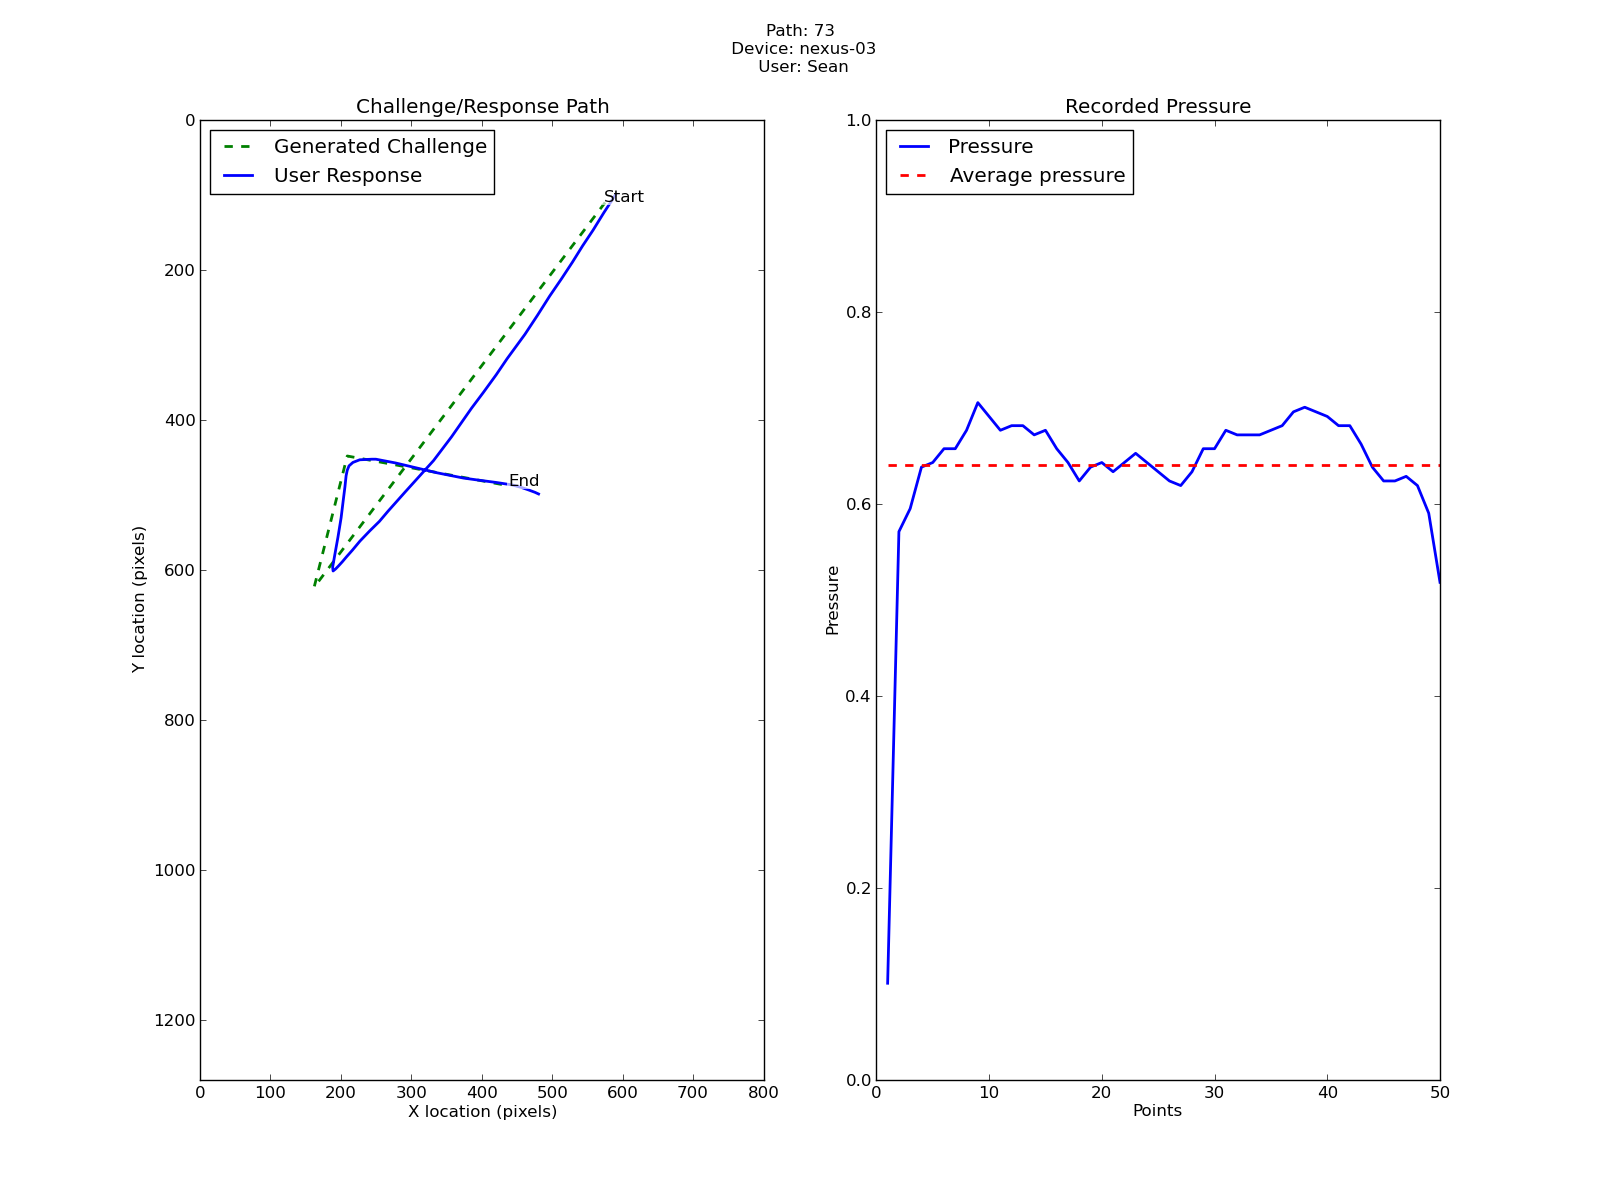 Path: 73
Device: nexus-03
User: Sean
Challenge/Response Path
Generated Challenge
User Response
Start
End
0
200
400
600
800
1000
1200
Y location (pixels)
0 100 200 300 400 500 600 700 800
X location (pixels)
Recorded Pressure
Pressure
Average pressure
1.0
0.8
0.6
0.4
0.2
0.0
Pressure
0 10 20 30 40 50
Points